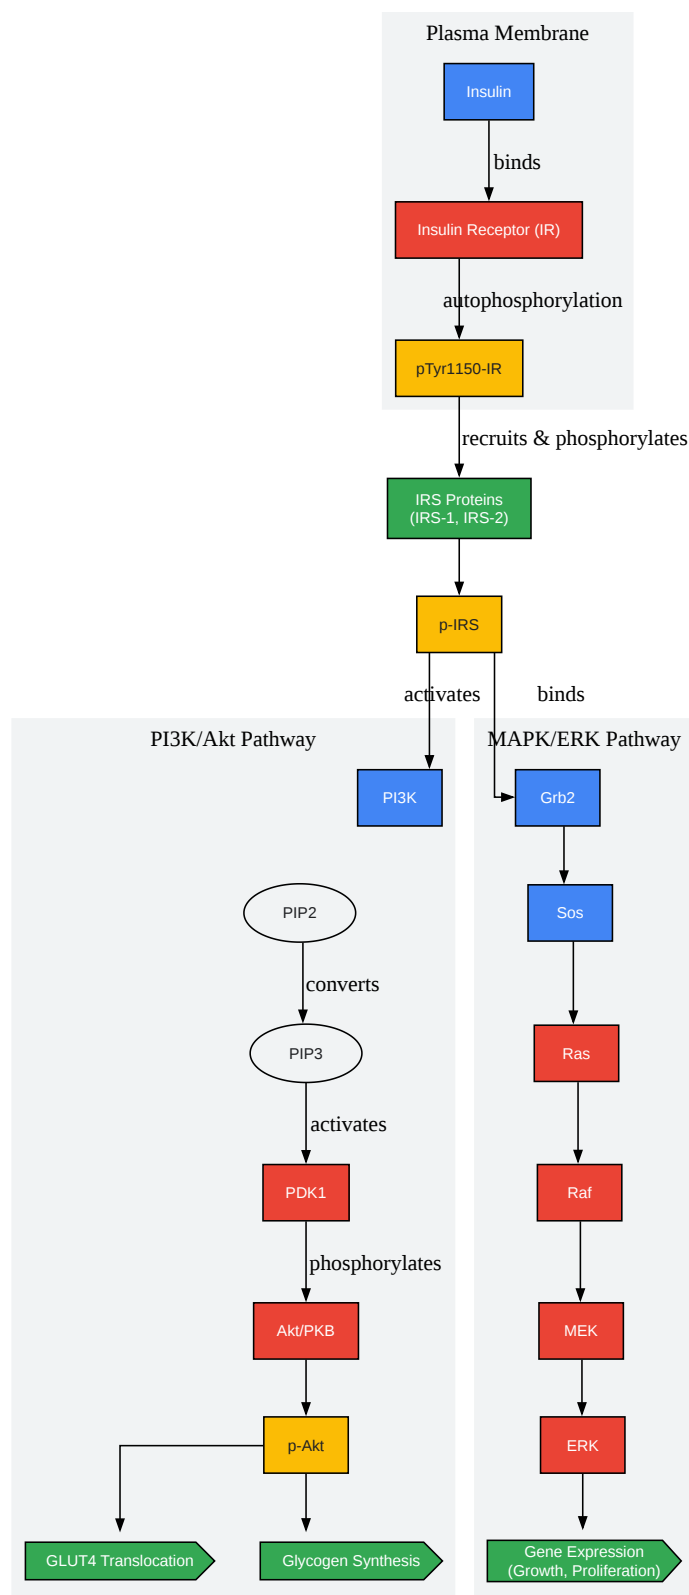 Plasma Membrane
Insulin
binds
Insulin Receptor (IR)
autophosphorylation
pTyr1150-IR
recruits & phosphorylates
IRS Proteins
(IRS-1, IRS-2)
p-IRS
activates
binds
PI3K/Akt Pathway
MAPK/ERK Pathway
PI3K
Grb2
PIP2
Sos
converts
PIP3
Ras
activates
PDK1
Raf
phosphorylates
Akt/PKB
MEK
p-Akt
ERK
GLUT4 Translocation
Glycogen Synthesis
Gene Expression
(Growth, Proliferation)